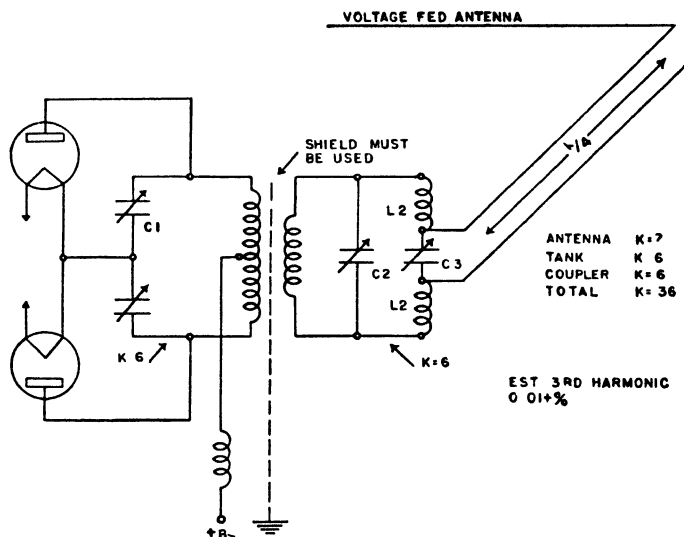 VOLTAGE FED ANTENNA
SHIELD MUST
BE USED
λ/4
C1
L2
C2
C3
L2
ANTENNA K=?
TANK K 6
COUPLER K=6
TOTAL K=36
K 6
K=6
EST 3RD HARMONIC
0 01+%
+B-